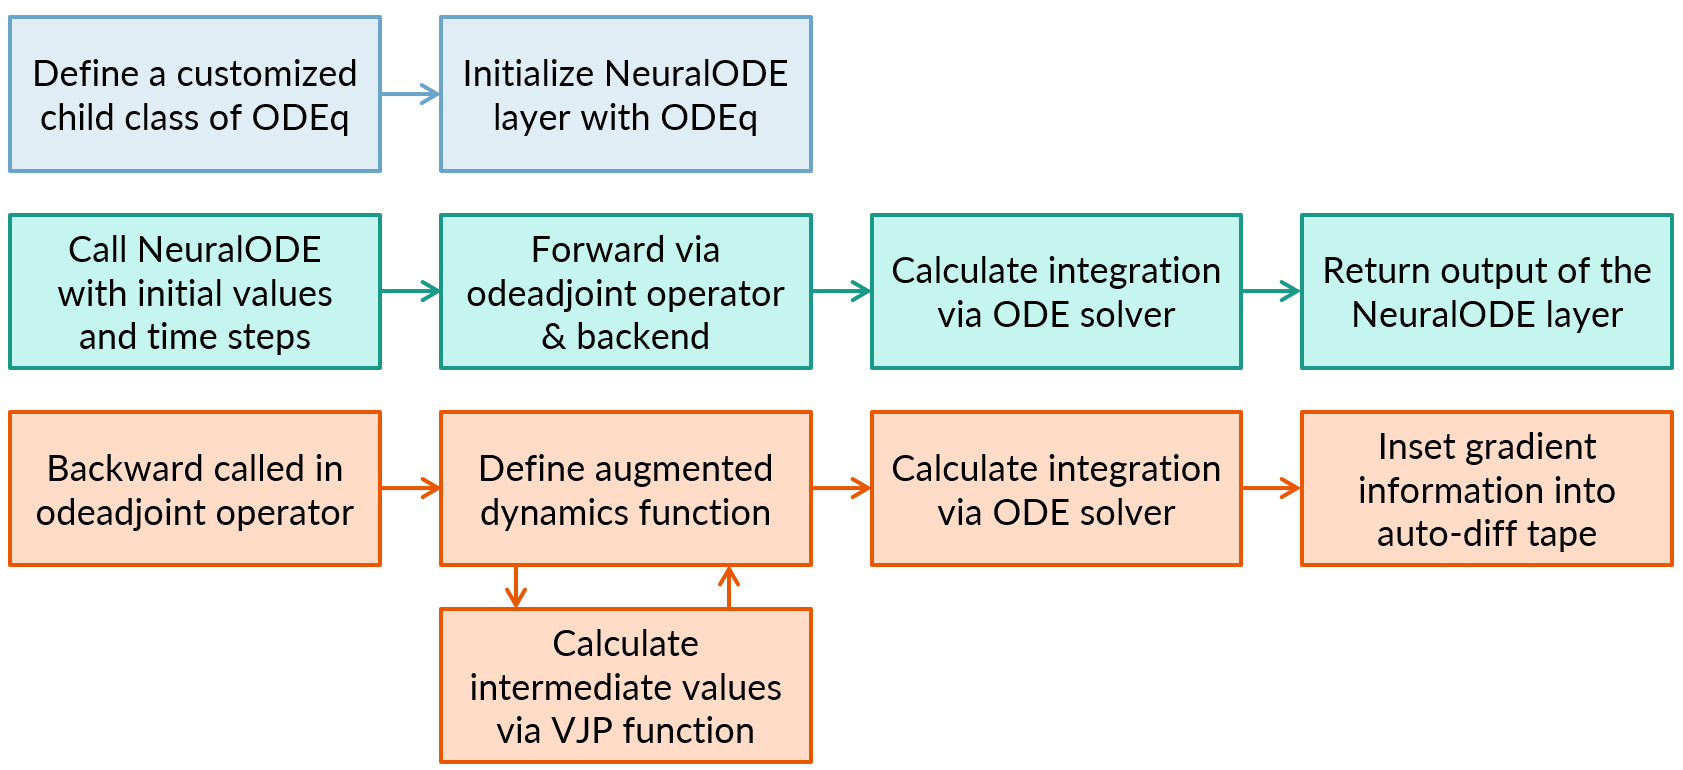 Define a customized
child class of ODEq
Initialize NeuralODE
layer with ODEq
Call NeuralODE
with initial values
and time steps
Forward via
odeadjoint operator
& backend
Calculate integration
via ODE solver
Return output of the
NeuralODE layer
Backward called in
odeadjoint operator
Define augmented
dynamics function
Calculate integration
via ODE solver
Inset gradient
information into
auto-diff tape
Calculate
intermediate values
via VJP function